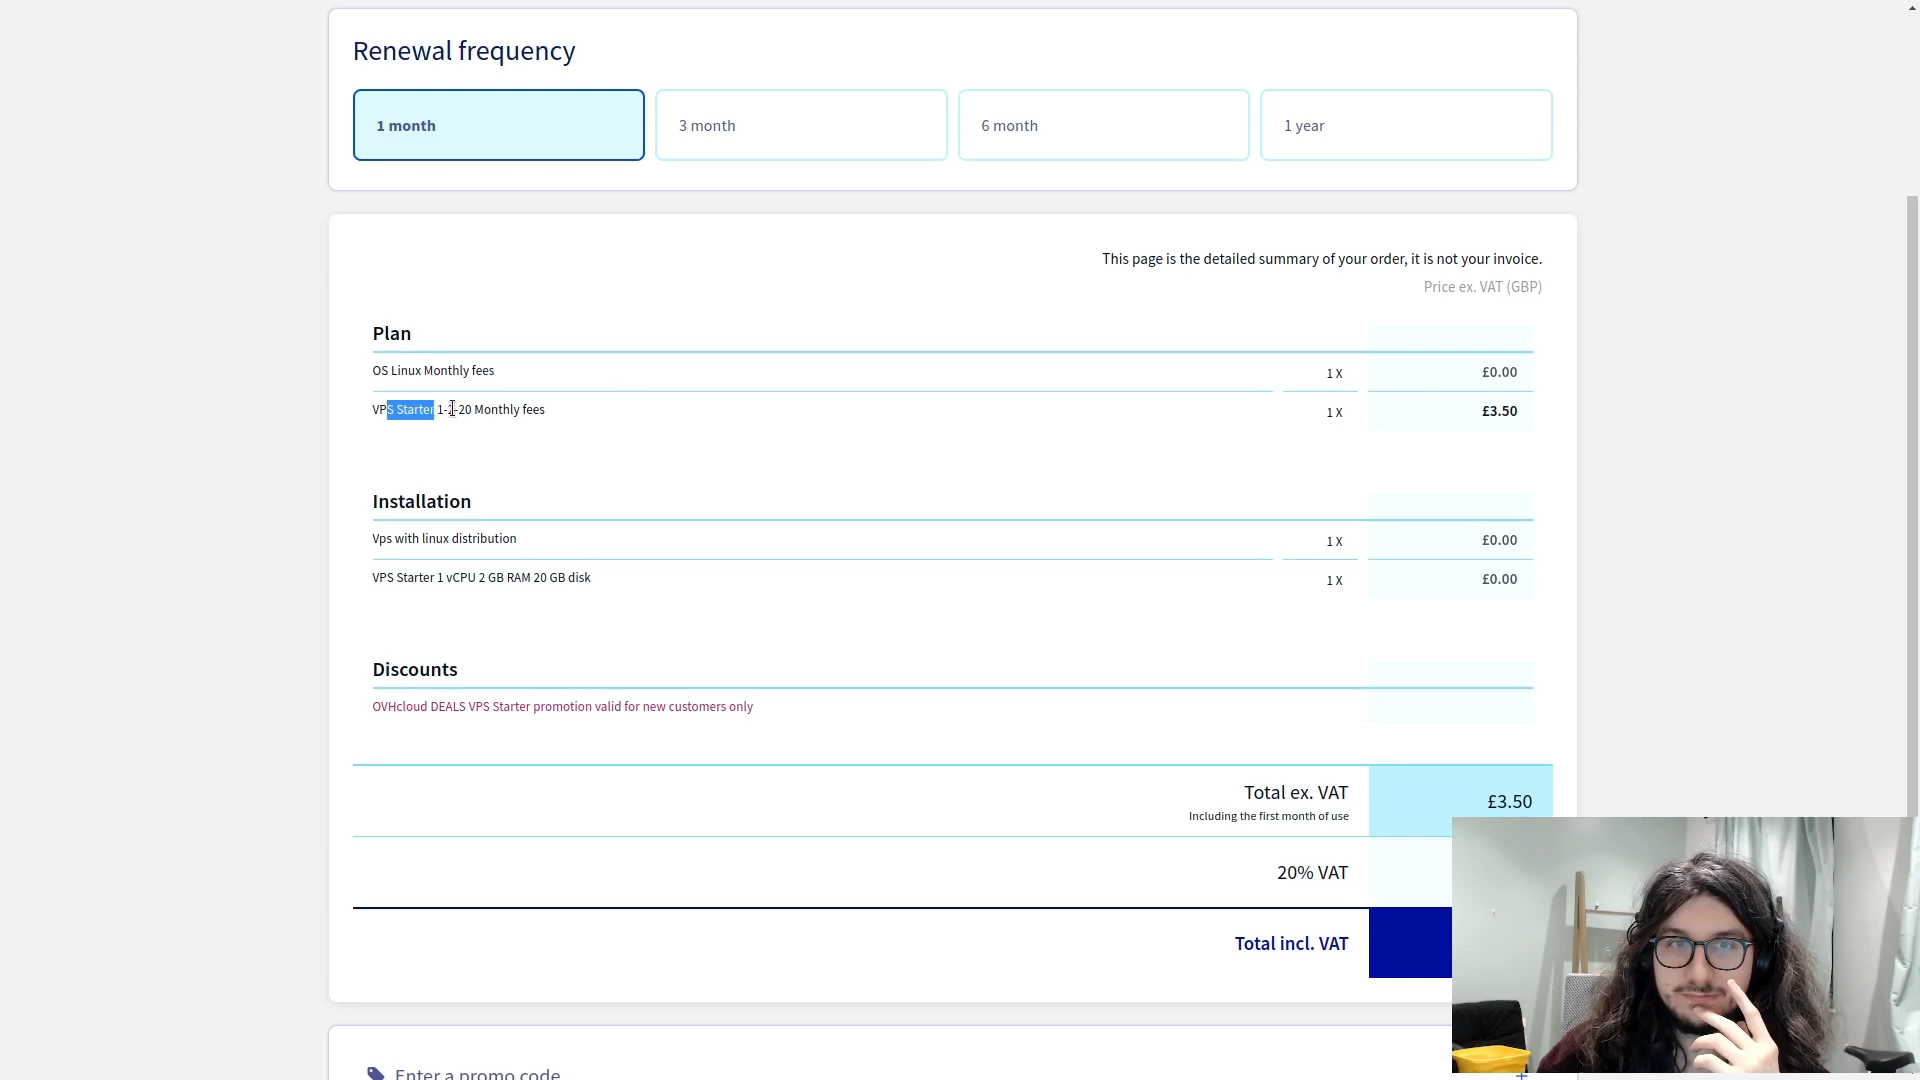 Renewal frequency
1 month
3 month
6 month
1 year
This page is the detailed summary of your order, it is not your invoice.
Price ex. VAT (GBP)
Plan
OS Linux Monthly fees
1 X
£0.00
VPS Starter 1-2-20 Monthly fees
1 X
£3.50
Installation
Vps with linux distribution
1 X
£0.00
VPS Starter 1 vCPU 2 GB RAM 20 GB disk
1 X
£0.00
Discounts
OVHcloud DEALS VPS Starter promotion valid for new customers only
Total ex. VAT
£3.50
Including the first month of use
20% VAT
Total incl. VAT
Enter a promo code